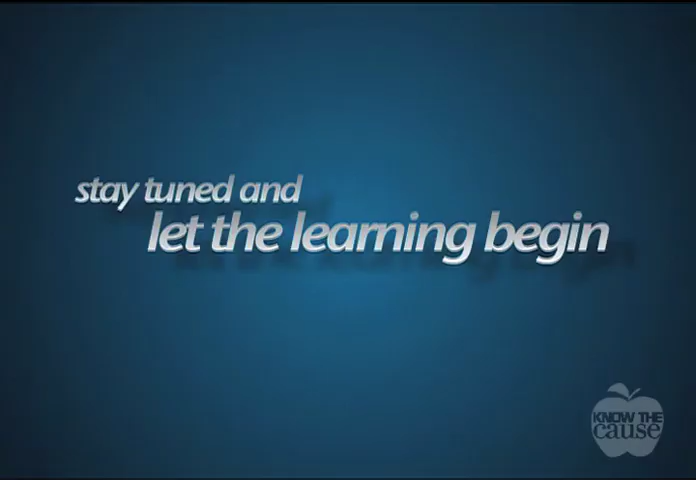 stay tuned and
let the learning begin
KNOW THE
cause